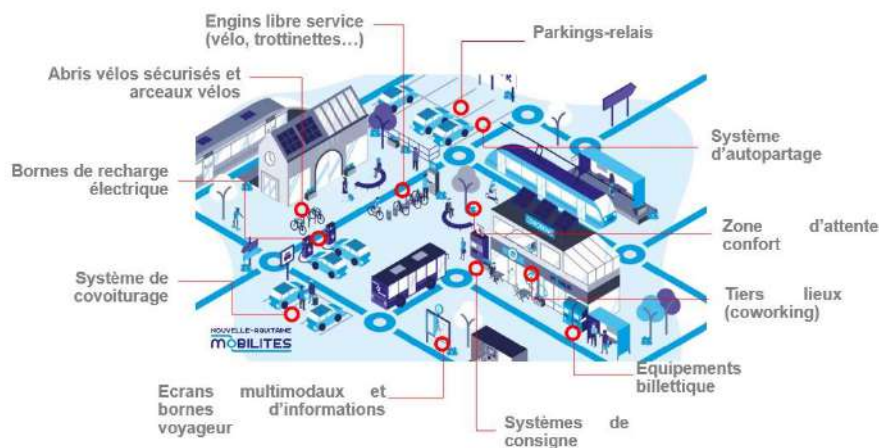 Engins libre service
(vélo, trottinettes…)
Parkings-relais
Abris vélos sécurisés et
arceaux vélos
Système
d'autopartage
Bornes de recharge
électrique
Zone d'attente
confort
Système de
covoiturage
Tiers lieux
(coworking)
NOUVELLE-AQUITAINE
MOBILITES
Equipements
billettique
Ecrans multimodaux et
bornes d'informations
voyageur
Systèmes de
consigne